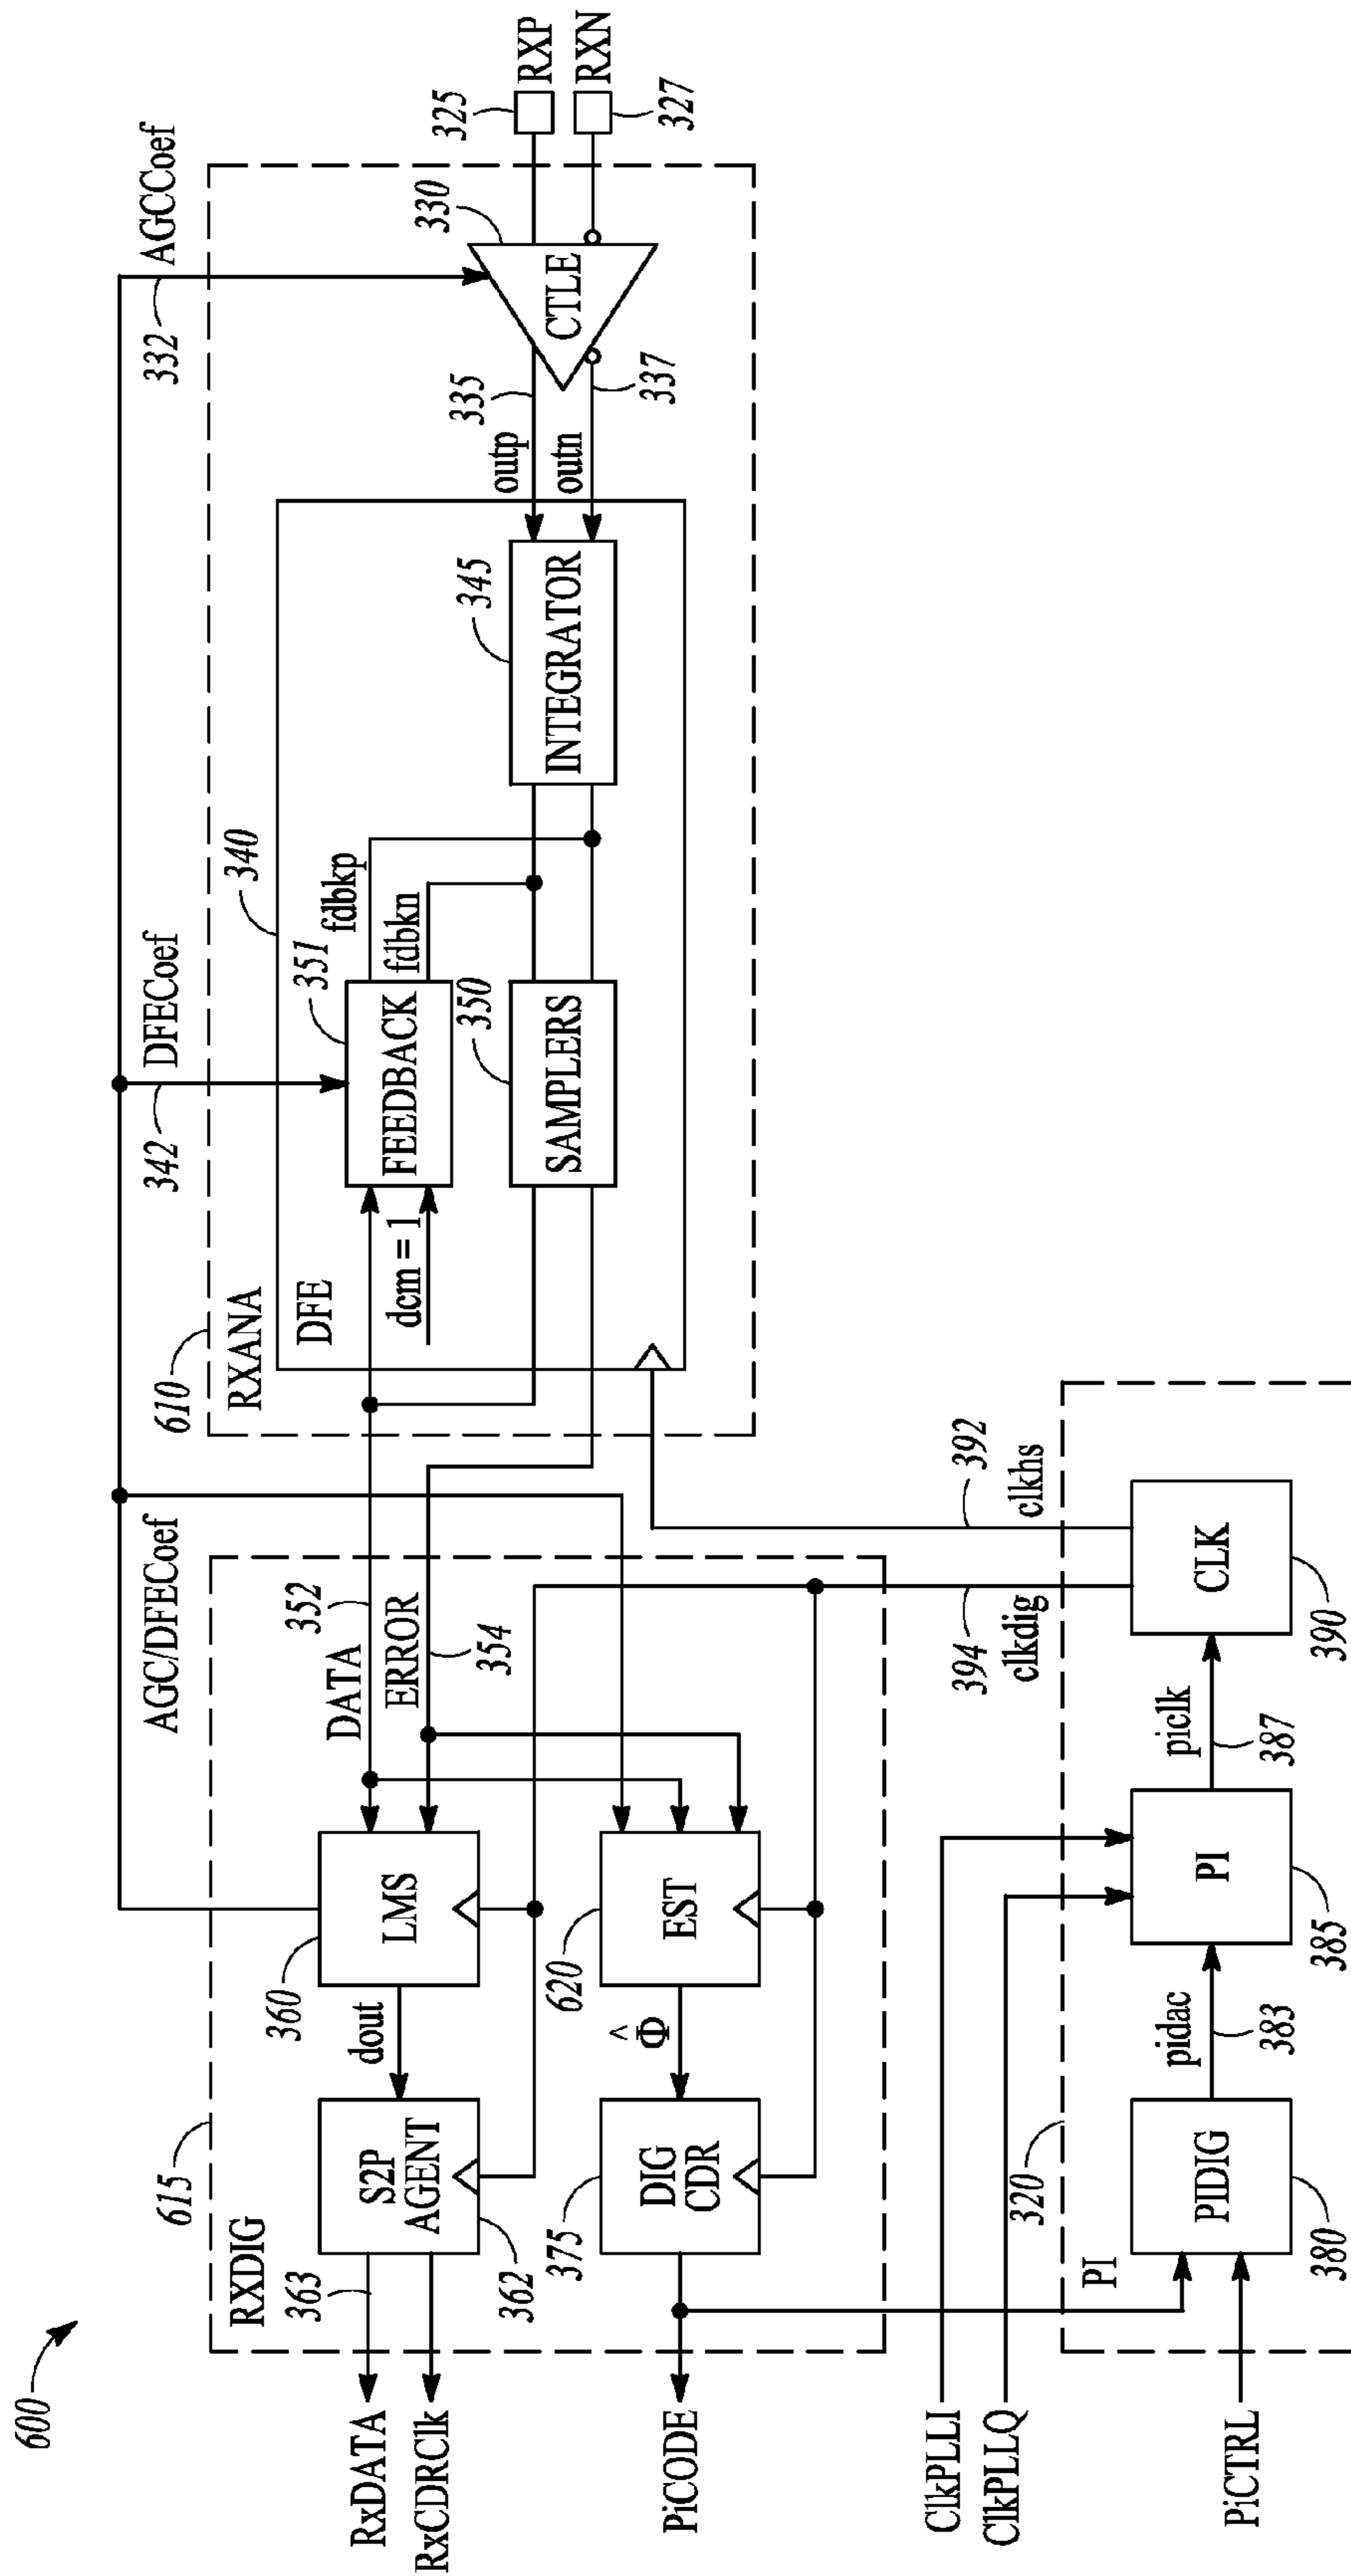 600
615
RXDIG
363
RxDATA
RxCDRClk
S2P
AGENT
362
dout
LMS
360
AGC/DFECoef
DATA
352
ERROR
354
PiCODE
DIG
CDR
375
Φ̂
EST
620
610
RXANA
DFE
340
dcm = 1
FEEDBACK
351
fdbkp
fdbkn
342
DFECoef
SAMPLERS
350
INTEGRATOR
345
outp
outn
335
337
CTLE
330
332
AGCCoef
325
RXP
RXN
327
ClkPLLI
ClkPLLQ
PiCTRL
320
PI
PIDIG
380
pidac
383
PI
385
piclk
387
CLK
390
394
clkdig
392
clkhs